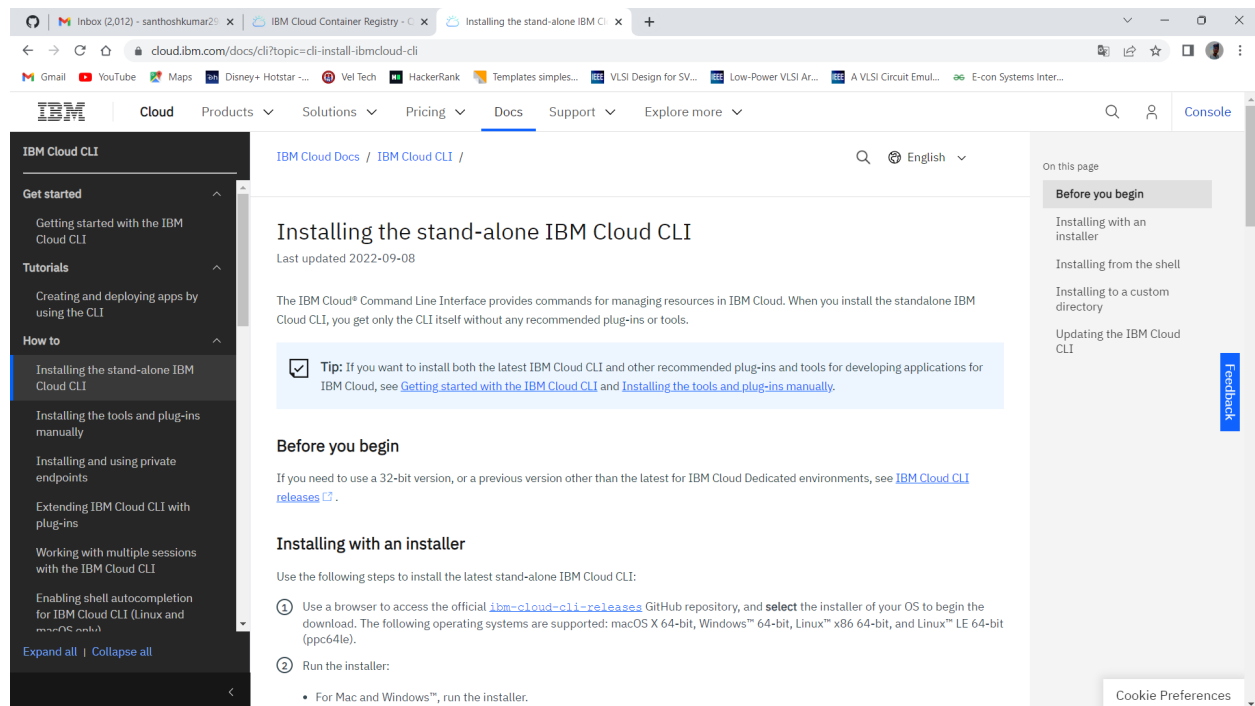 Inbox (2,012) - santhoshkumar29
IBM Cloud Container Registry - C
Installing the stand-alone IBM Cl
cloud.ibm.com/docs/cli?topic=cli-install-ibmcloud-cli
Gmail
YouTube
Maps
Disney+ Hotstar -...
Vel Tech
HackerRank
Templates simples...
VLSI Design for SV...
Low-Power VLSI Ar...
A VLSI Circuit Emul...
E-con Systems Inter...
IBM
Cloud
Products
Solutions
Pricing
Docs
Support
Explore more
Console
IBM Cloud CLI
Get started
Getting started with the IBM
Cloud CLI
Tutorials
Creating and deploying apps by
using the CLI
How to
Installing the stand-alone IBM
Cloud CLI
Installing the tools and plug-ins
manually
Installing and using private
endpoints
Extending IBM Cloud CLI with
plug-ins
Working with multiple sessions
with the IBM Cloud CLI
Enabling shell autocompletion
for IBM Cloud CLI (Linux and
macOS only)
Expand all | Collapse all
IBM Cloud Docs / IBM Cloud CLI /
English
Installing the stand-alone IBM Cloud CLI
Last updated 2022-09-08
The IBM Cloud® Command Line Interface provides commands for managing resources in IBM Cloud. When you install the standalone IBM
Cloud CLI, you get only the CLI itself without any recommended plug-ins or tools.
Tip: If you want to install both the latest IBM Cloud CLI and other recommended plug-ins and tools for developing applications for
IBM Cloud, see Getting started with the IBM Cloud CLI and Installing the tools and plug-ins manually.
Before you begin
If you need to use a 32-bit version, or a previous version other than the latest for IBM Cloud Dedicated environments, see IBM Cloud CLI
releases .
Installing with an installer
Use the following steps to install the latest stand-alone IBM Cloud CLI:
1 Use a browser to access the official ibm-cloud-cli-releases GitHub repository, and select the installer of your OS to begin the
download. The following operating systems are supported: macOS X 64-bit, Windows™ 64-bit, Linux™ x86 64-bit, and Linux™ LE 64-bit
(ppc64le).
2 Run the installer:
• For Mac and Windows™, run the installer.
On this page
Before you begin
Installing with an
installer
Installing from the shell
Installing to a custom
directory
Updating the IBM Cloud
CLI
Feedback
Cookie Preferences